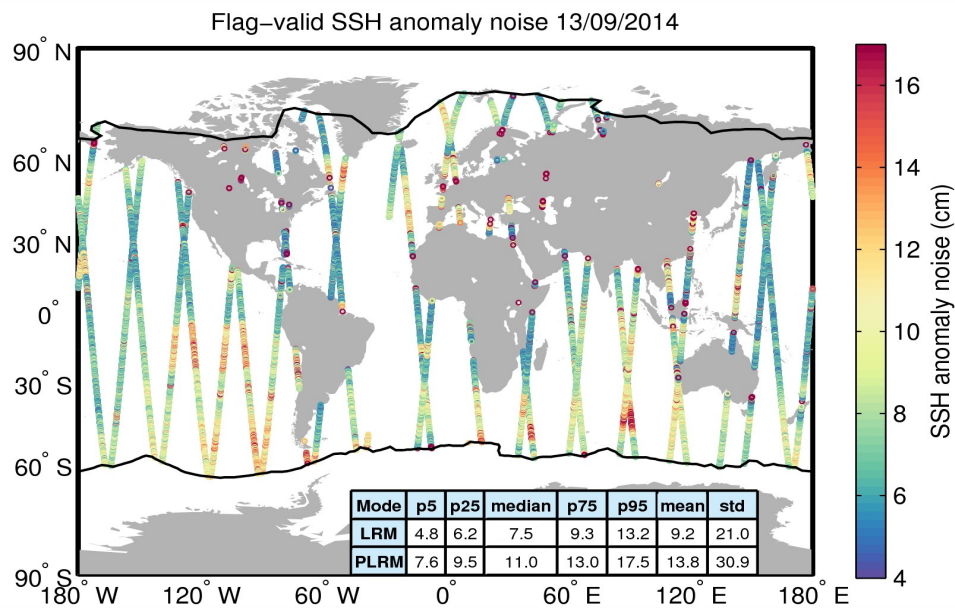 Flag−valid SSH anomaly noise 13/09/2014
90° N
60° N
30° N
0°
30° S
60° S
90° S
180° W
120° W
60° W
0°
60° E
120° E
180° E
Mode p5 p25 median p75 p95 mean std
LRM 4.8 6.2 7.5 9.3 13.2 9.2 21.0
PLRM 7.6 9.5 11.0 13.0 17.5 13.8 30.9
16
14
12
10
8
6
4
SSH anomaly noise (cm)